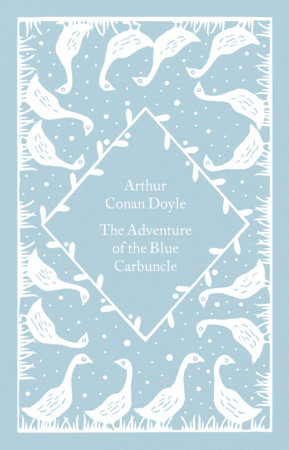 Arthur
Conan Doyle
The Adventure
of the Blue
Carbuncle